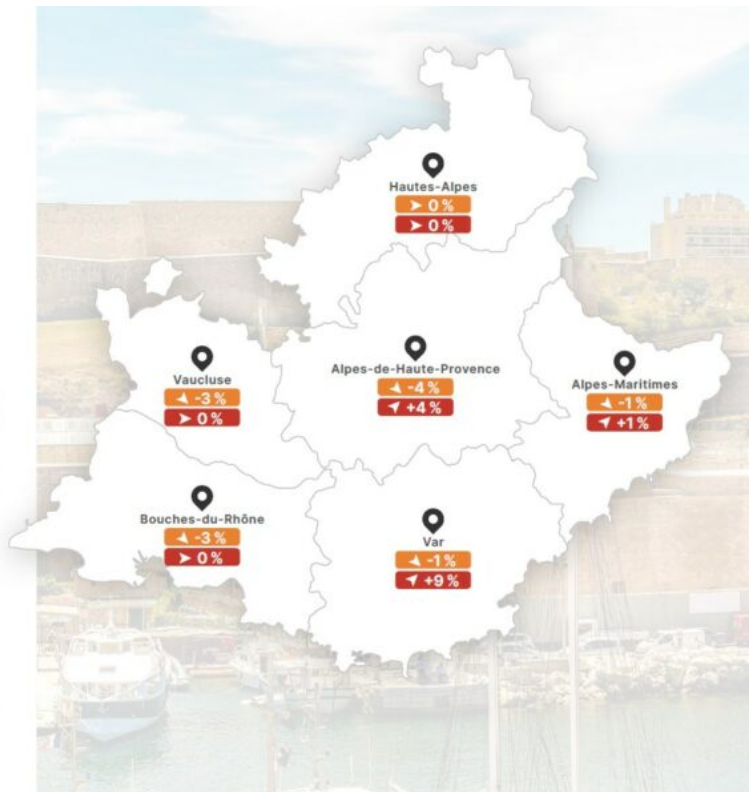 Hautes-Alpes
0 %
0 %
Alpes-de-Haute-Provence
-4 %
+4 %
Vaucluse
-3 %
0 %
Alpes-Maritimes
-1 %
+1 %
Bouches-du-Rhône
-3 %
0 %
Var
-1 %
+9 %